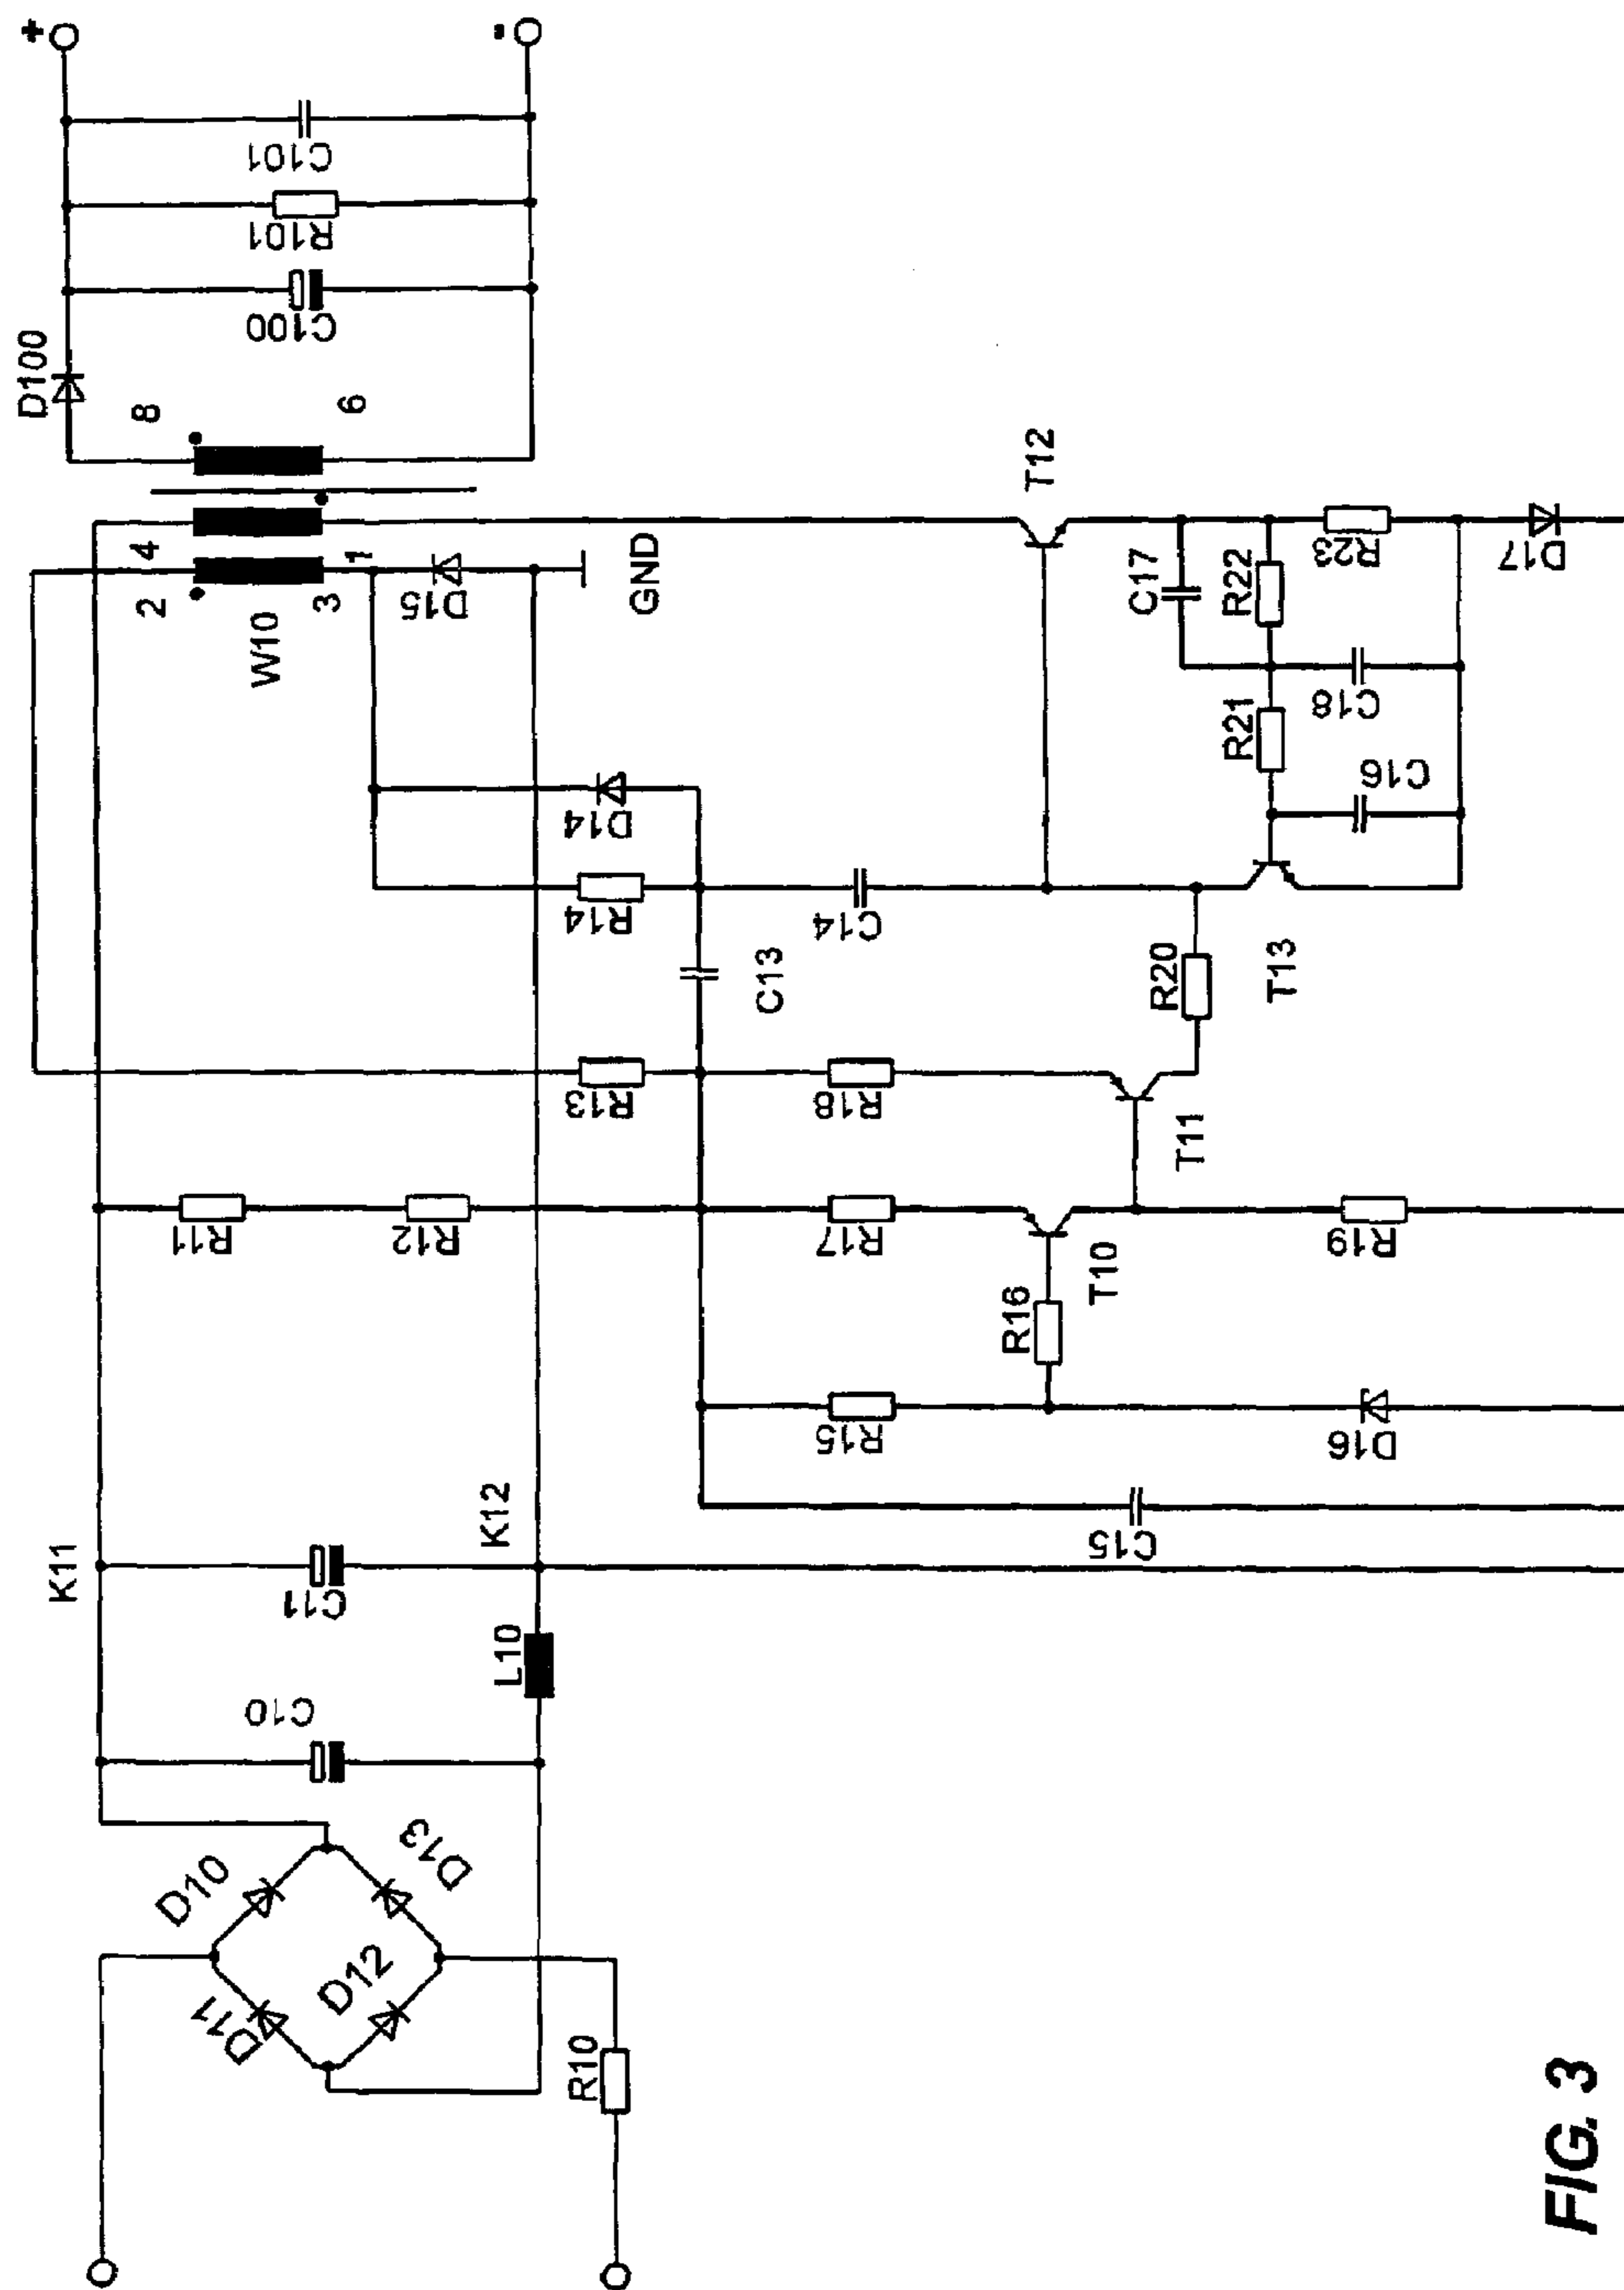 +
-
D100
8
6
C101
R101
C100
2
4
W10
3
1
D15
GND
T12
K11
K12
R11
R12
R13
R14
D14
C13
C14
C17
R22
R23
D17
R21
C18
C16
R20
T13
R18
T11
R17
T10
R19
R16
R15
D16
C15
C11
L10
C10
D10
D13
D11
D12
R10
FIG. 3